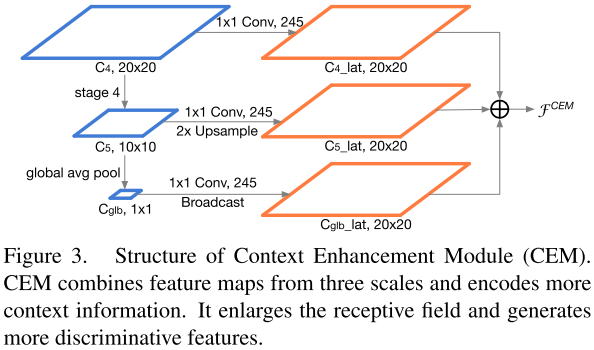 1x1 Conv, 245
C4, 20x20
C4_lat, 20x20
stage 4
1x1 Conv, 245
2x Upsample
C5, 10x10
C5_lat, 20x20
F^CEM
global avg pool
1x1 Conv, 245
Broadcast
Cglb, 1x1
Cglb_lat, 20x20
Figure 3. Structure of Context Enhancement Module (CEM).
CEM combines feature maps from three scales and encodes more
context information. It enlarges the receptive field and generates
more discriminative features.